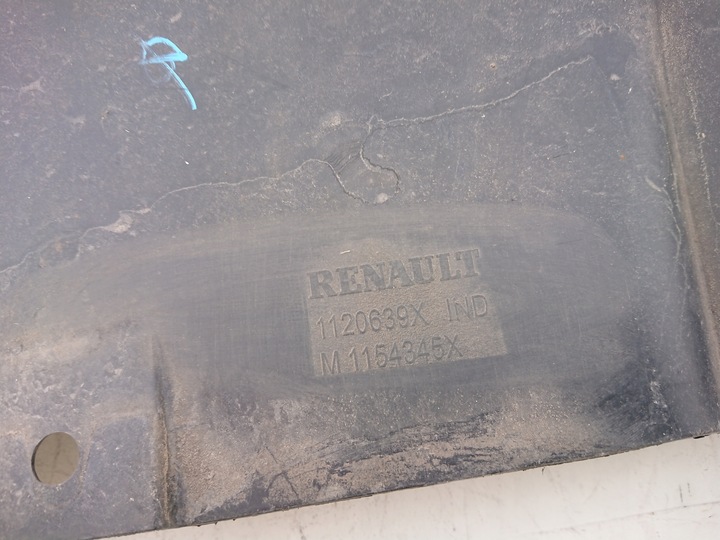 RENAULT
1120639X IND
M 1154345X